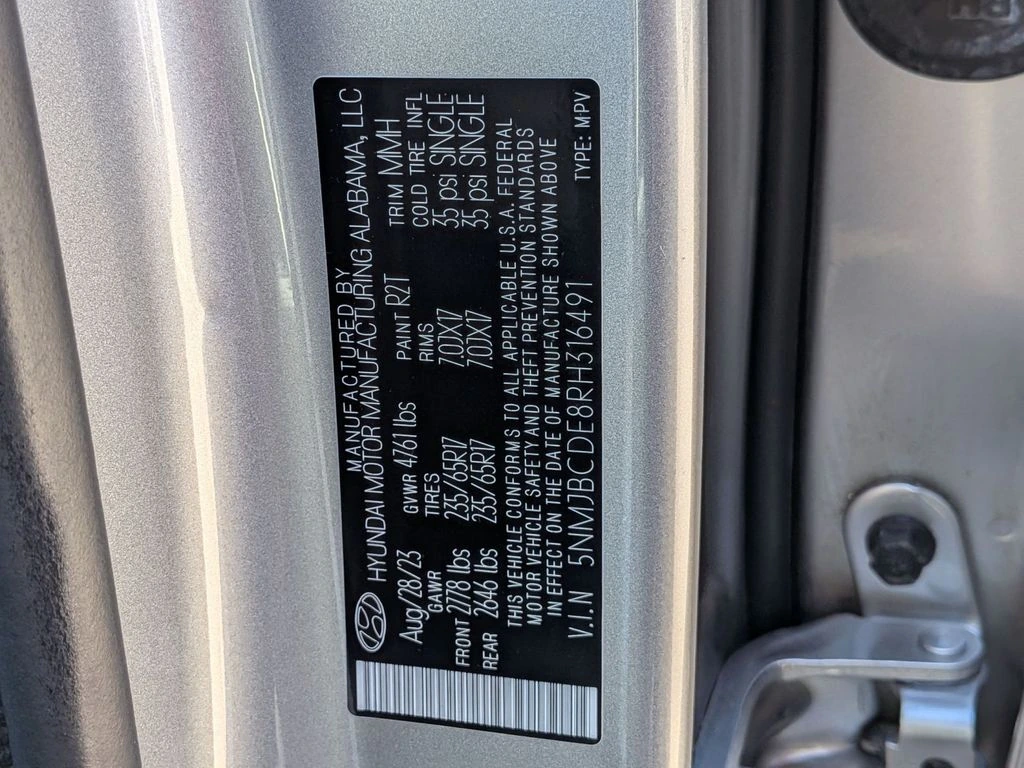 MANUFACTURED BY
HYUNDAI MOTOR MANUFACTURING ALABAMA, LLC
Aug/28/23 GVWR 4761 lbs PAINT R2T TRIM MMH
GAWR TIRES RIMS COLD TIRE INFL
FRONT 2778 lbs 235/65R17 7.0JX17 35 psi SINGLE
REAR 2646 lbs 235/65R17 7.0JX17 35 psi SINGLE
THIS VEHICLE CONFORMS TO ALL APPLICABLE U.S.A. FEDERAL
MOTOR VEHICLE SAFETY AND THEFT PREVENTION STANDARDS
IN EFFECT ON THE DATE OF MANUFACTURE SHOWN ABOVE
V.I.N 5NMJBCDE8RH316491 TYPE: MPV